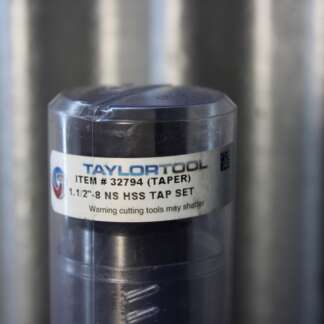 TAYLORTOOL
ITEM # 32794 (TAPER)
1.1/2"-8 NS HSS TAP SET
Warning cutting tools may shatter